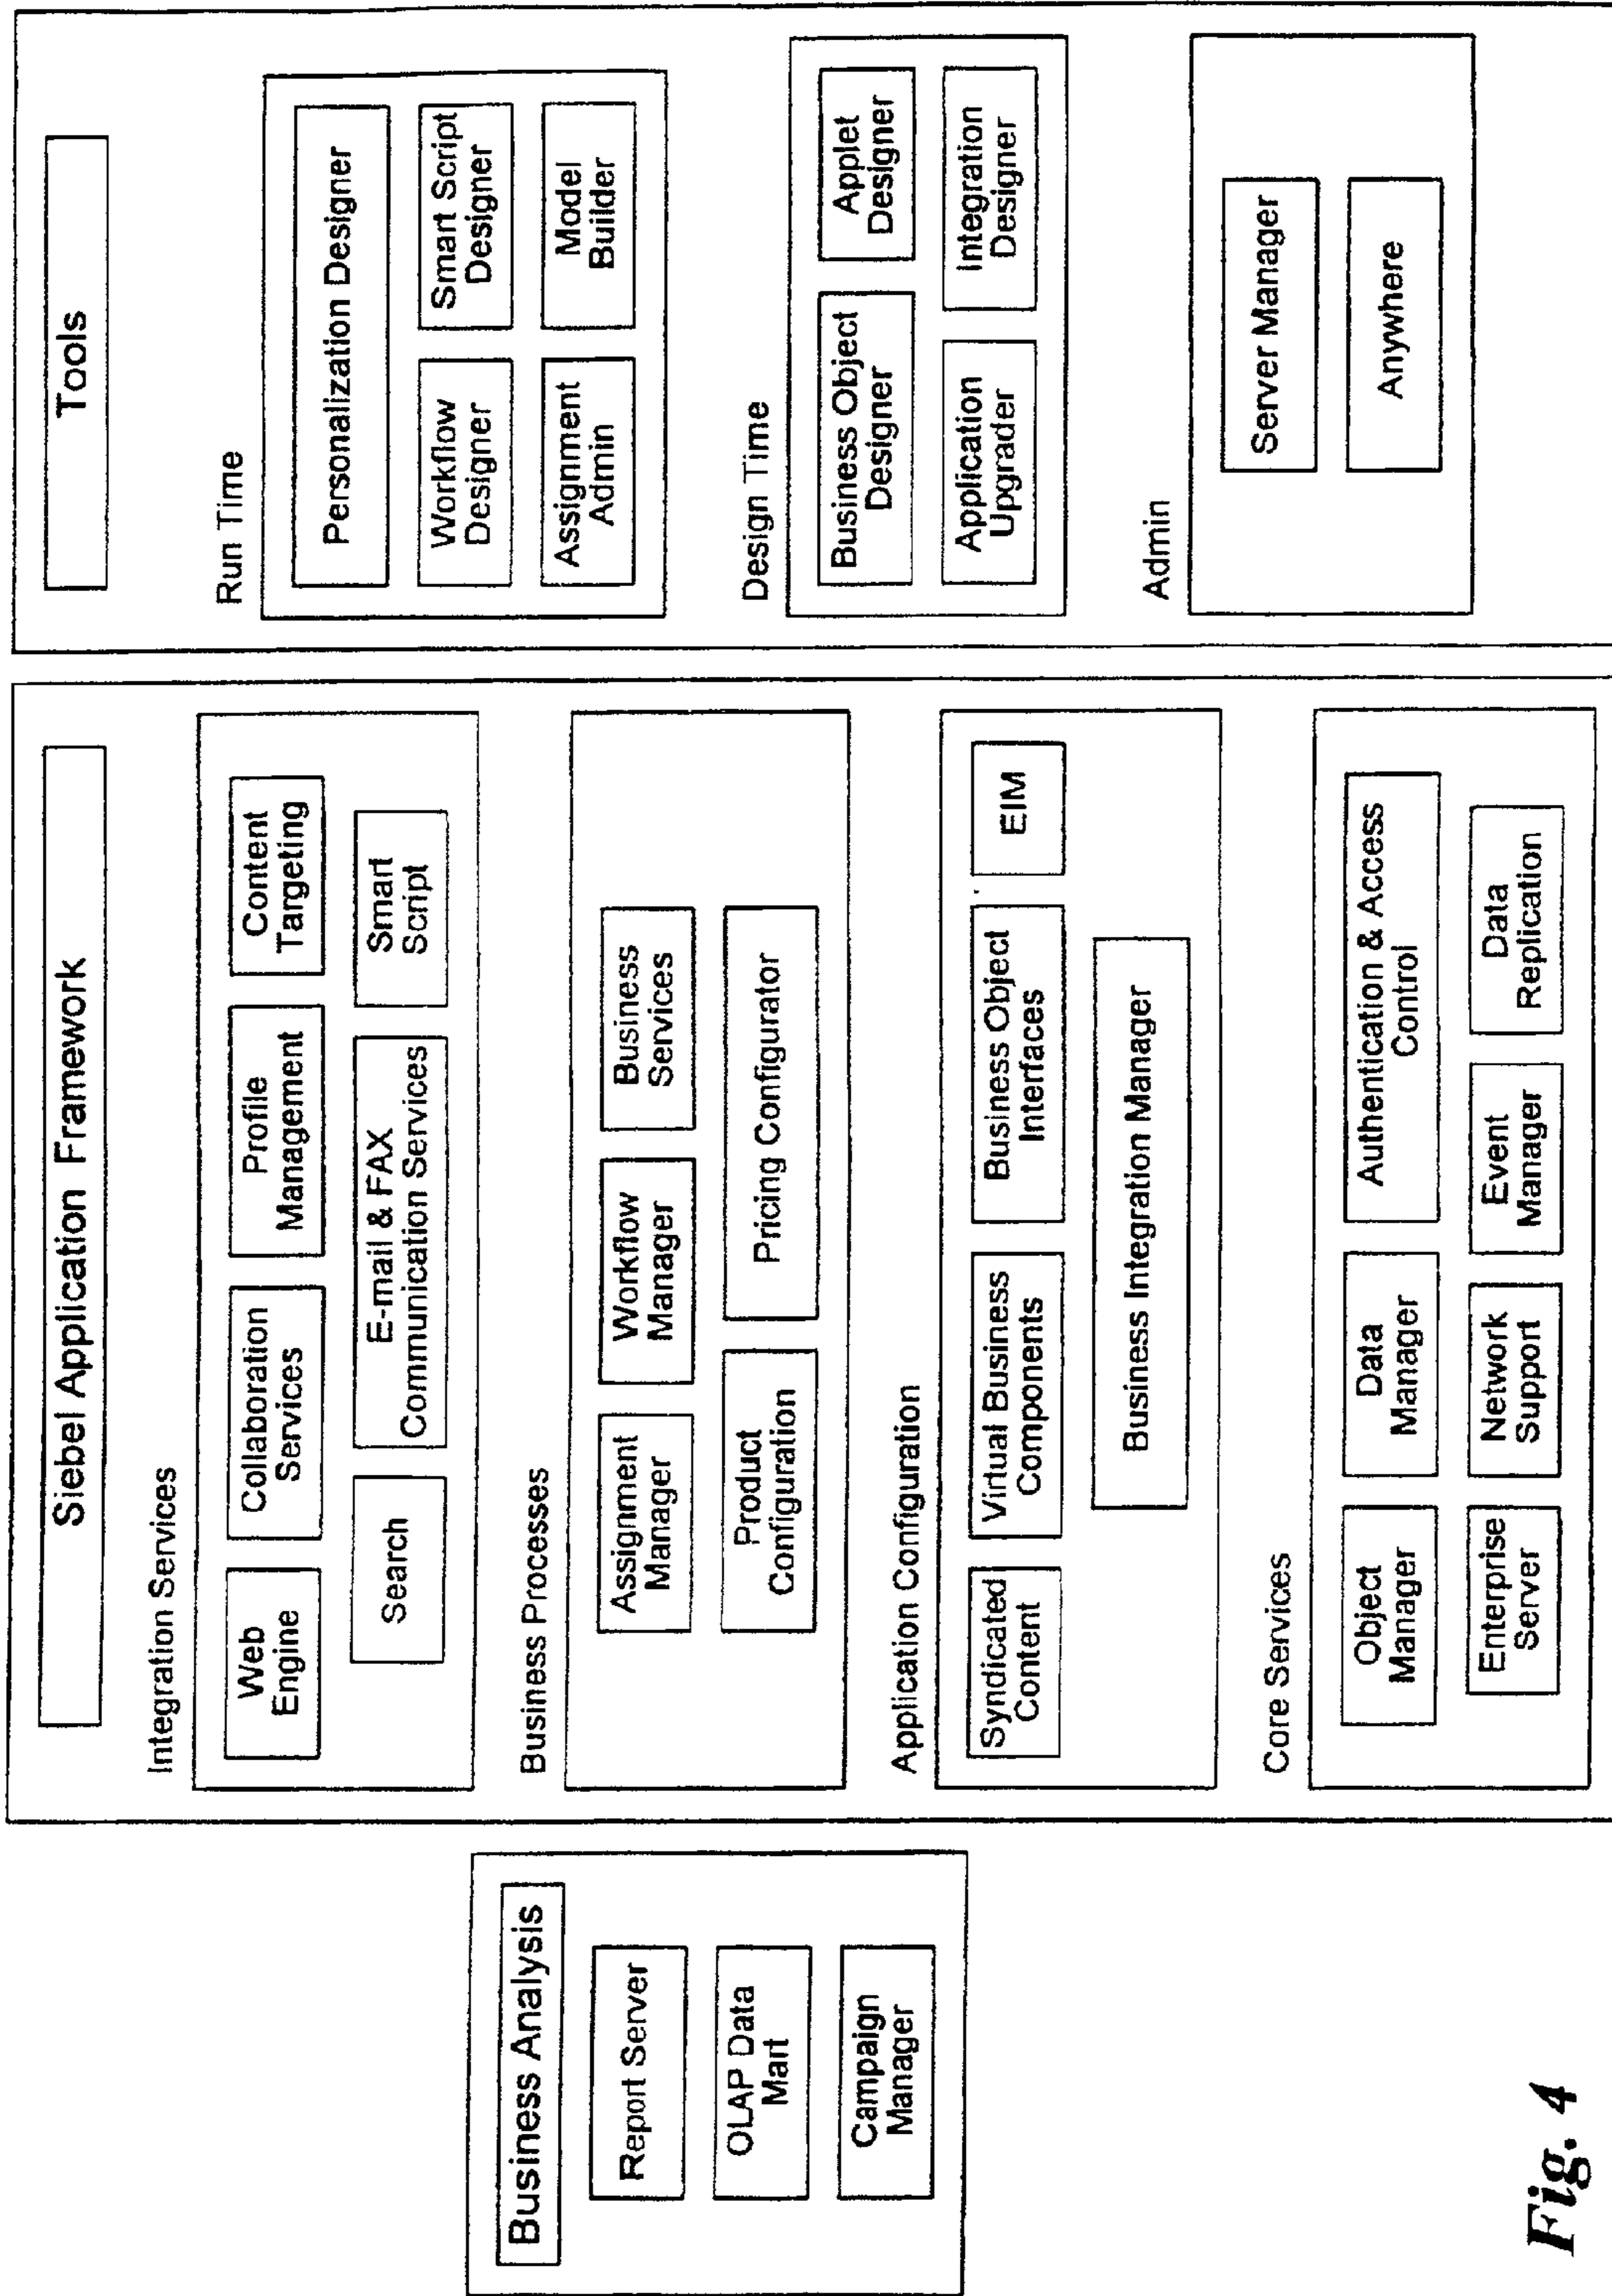 Business Analysis
Report Server
OLAP Data
Mart
Campaign
Manager
Siebel Application Framework
Integration Services
Web
Engine
Collaboration
Services
Profile
Management
Content
Targeting
Search
E-mail & FAX
Communication Services
Smart
Script
Business Processes
Assignment
Manager
Workflow
Manager
Business
Services
Product
Configuration
Pricing Configurator
Application Configuration
Syndicated
Content
Virtual Business
Components
Business Object
Interfaces
EIM
Business Integration Manager
Core Services
Object
Manager
Data
Manager
Authentication & Access
Control
Enterprise
Server
Network
Support
Event
Manager
Data
Replication
Tools
Run Time
Personalization Designer
Workflow
Designer
Smart Script
Designer
Assignment
Admin
Model
Builder
Design Time
Business Object
Designer
Applet
Designer
Application
Upgrader
Integration
Designer
Admin
Server Manager
Anywhere
Fig. 4